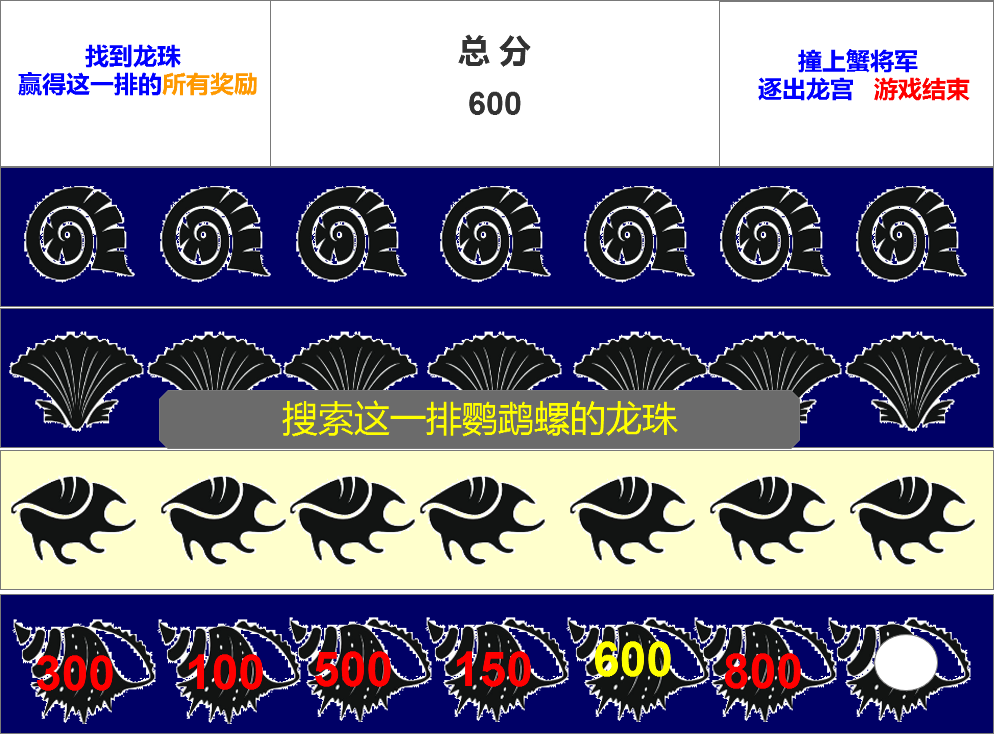 找到龙珠
赢得这一排的所有奖励
总 分
600
撞上蟹将军
逐出龙宫 游戏结束
搜索这一排鹦鹉螺的龙珠
300 100 500 150 600 800